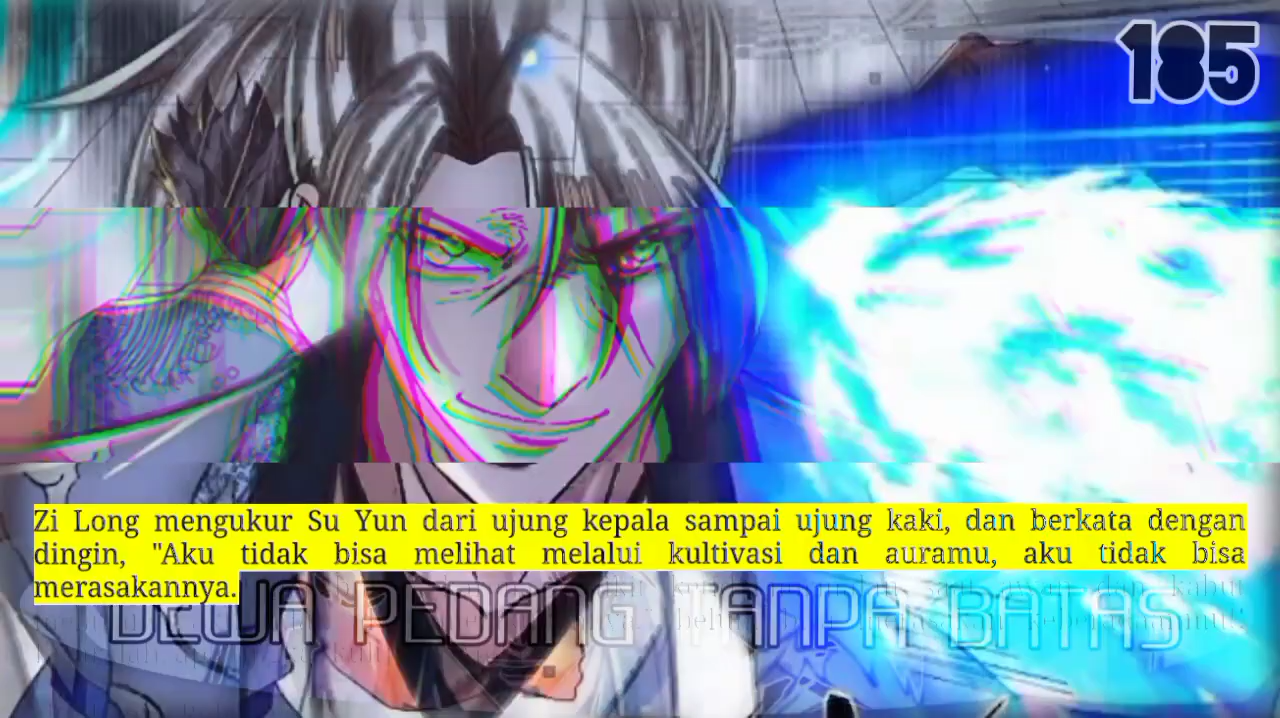 185
Zi Long mengukur Su Yun dari ujung kepala sampai ujung kaki, dan berkata dengan
dingin, "Aku tidak bisa melihat melalui kultivasi dan auramu, aku tidak bisa
merasakannya.
DEWA PEDANG TANPA BATAS